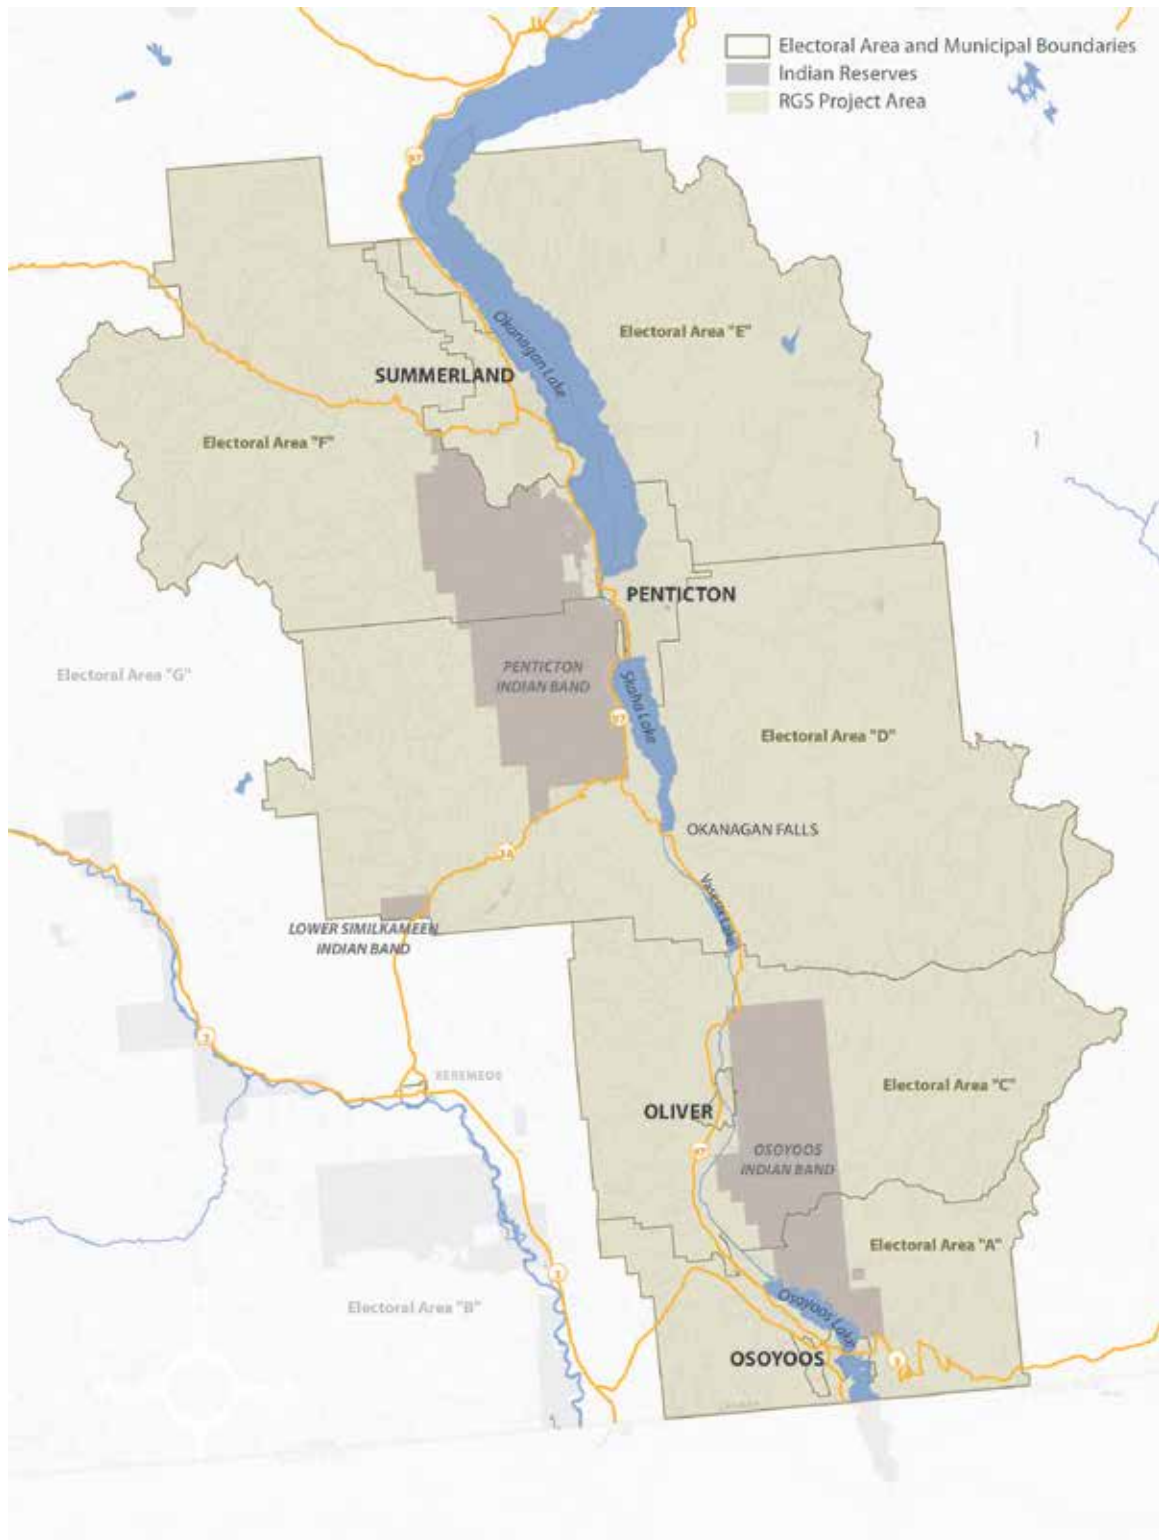 Electoral Area and Municipal Boundaries
Indian Reserves
RGS Project Area
97
Okanagan Lake
Electoral Area "E"
SUMMERLAND
Electoral Area "F"
PENTICTON
PENTICTON
INDIAN BAND
Electoral Area "G"
Skaha Lake
97
Electoral Area "D"
OKANAGAN FALLS
3A
Vaseux Lake
LOWER SIMILKAMEEN
INDIAN BAND
3
KEREMEOS
Electoral Area "C"
OLIVER
97
OSOYOOS
INDIAN BAND
Electoral Area "A"
3
Electoral Area "B"
Osoyoos Lake
OSOYOOS
3